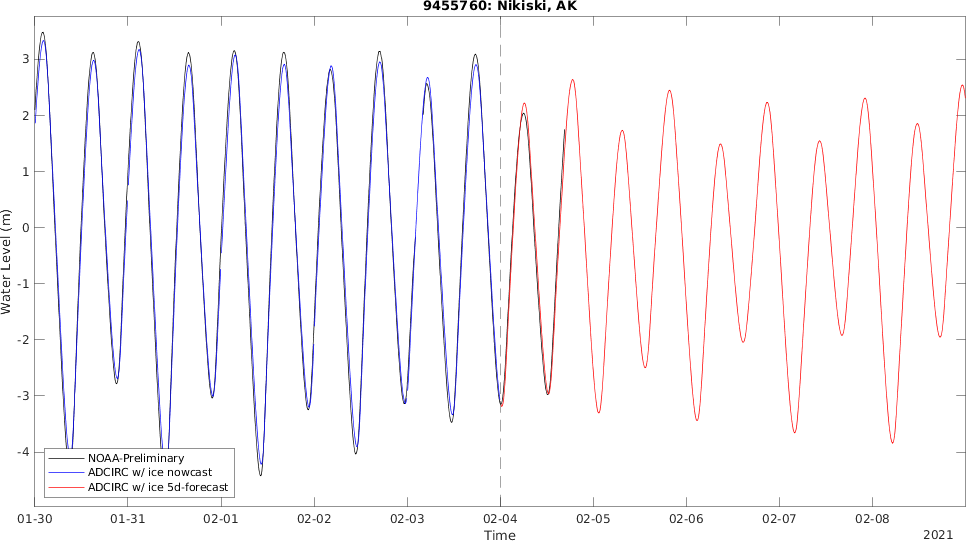 9455760: Nikiski, AK
3
2
1
0
-1
-2
-3
-4
Water Level (m)
NOAA-Preliminary
ADCIRC w/ ice nowcast
ADCIRC w/ ice 5d-forecast
01-30 01-31 02-01 02-02 02-03 02-04 02-05 02-06 02-07 02-08
Time
2021